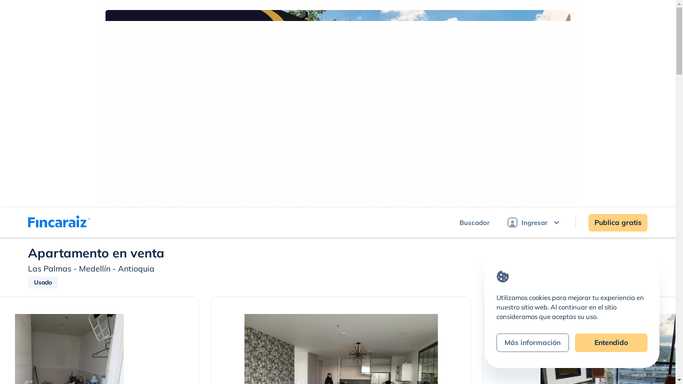 Fincaraiz
Buscador
Ingresar
Publica gratis
Apartamento en venta
Las Palmas - Medellín - Antioquia
Usado
Utilizamos cookies para mejorar tu experiencia en
nuestro sitio web. Al continuar en el sitio
consideramos que aceptas su uso.
Más información
Entendido